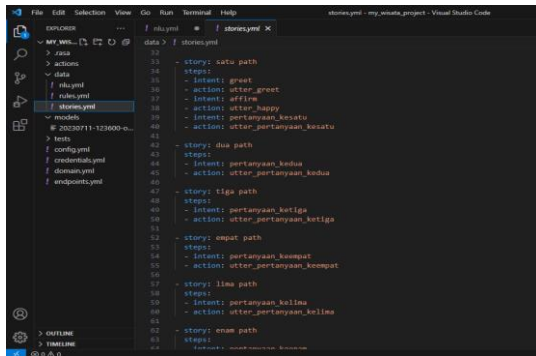 File Edit Selection View Go Run Terminal Help
stories.yml - my_wisata_project - Visual Studio Code
EXPLORER
MY_WIS...
> .rasa
> actions
data
! nlu.yml
! rules.yml
! stories.yml
models
20230711-123600-o...
> tests
! config.yml
! credentials.yml
! domain.yml
! endpoints.yml
> OUTLINE
> TIMELINE
! nlu.yml ● ! stories.yml ×
data > ! stories.yml
32
33 - story: satu path
34 steps:
35 - intent: greet
36 - action: utter_greet
37 - intent: affirm
38 - action: utter_happy
39 - intent: pertanyaan_kesatu
40 - action: utter_pertanyaan_kesatu
41
42 - story: dua path
43 steps:
44 - intent: pertanyaan_kedua
45 - action: utter_pertanyaan_kedua
46
47 - story: tiga path
48 steps:
49 - intent: pertanyaan_ketiga
50 - action: utter_pertanyaan_ketiga
51
52 - story: empat path
53 steps:
54 - intent: pertanyaan_keempat
55 - action: utter_pertanyaan_keempat
56
57 - story: lima path
58 steps:
59 - intent: pertanyaan_kelima
60 - action: utter_pertanyaan_kelima
61
62 - story: enam path
63 steps: